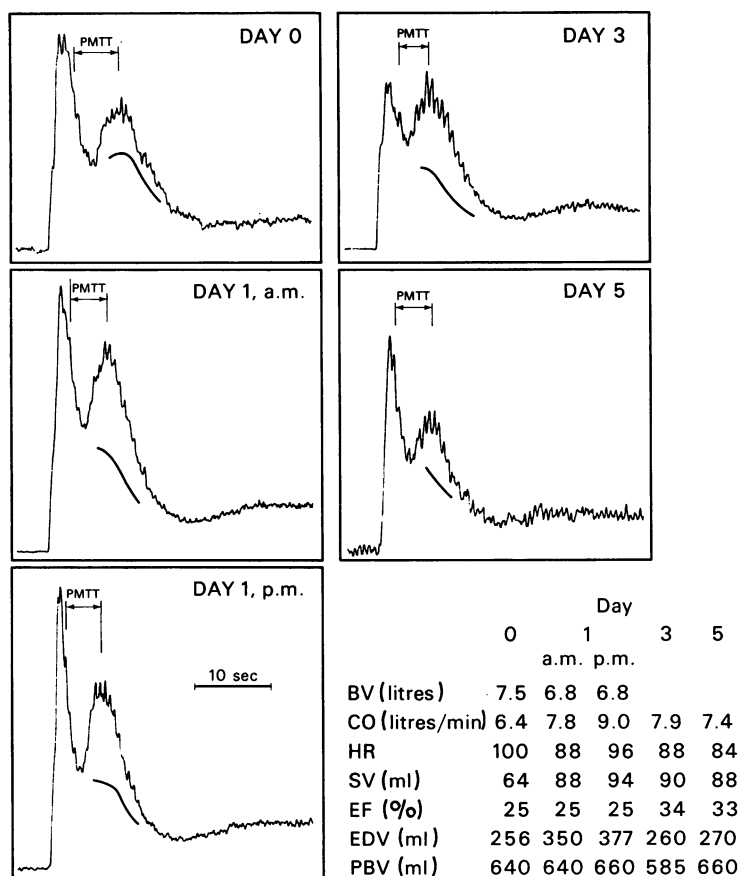 PMTT
DAY 0
PMTT
DAY 3
PMTT
DAY 1, a.m.
PMTT
DAY 5
PMTT
DAY 1, p.m.
10 sec
Day
0 1 3 5
a.m. p.m.
BV (litres) 7.5 6.8 6.8
CO (litres/min) 6.4 7.8 9.0 7.9 7.4
HR 100 88 96 88 84
SV (ml) 64 88 94 90 88
EF (%) 25 25 25 34 33
EDV (ml) 256 350 377 260 270
PBV (ml) 640 640 660 585 660